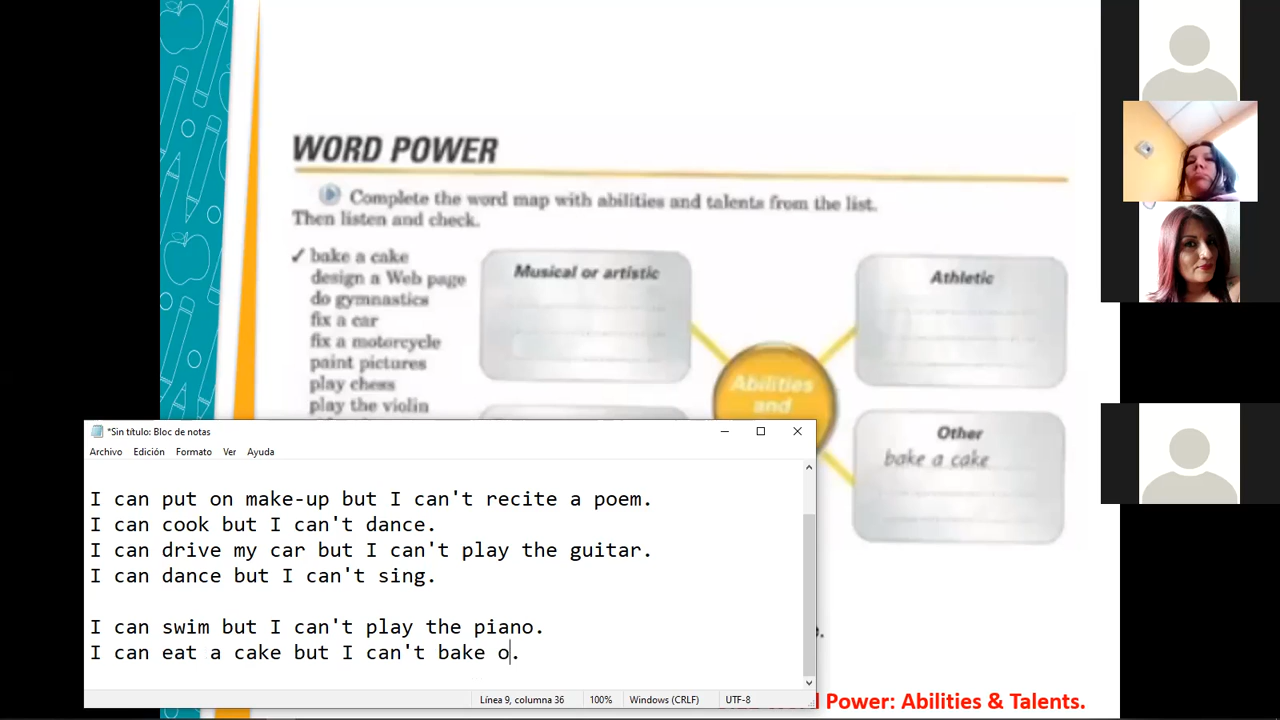 WORD POWER
Complete the word map with abilities and talents from the list.
Then listen and check.
✓ bake a cake
design a Web page
do gymnastics
fix a car
fix a motorcycle
paint pictures
play chess
play the violin
Musical or artistic
Athletic
Abilities
and
Other
bake a cake
*Sin título: Bloc de notas
Archivo Edición Formato Ver Ayuda
I can put on make-up but I can't recite a poem.
I can cook but I can't dance.
I can drive my car but I can't play the guitar.
I can dance but I can't sing.
I can swim but I can't play the piano.
I can eat a cake but I can't bake o.
Línea 9, columna 36 100% Windows (CRLF) UTF-8
Power: Abilities & Talents.